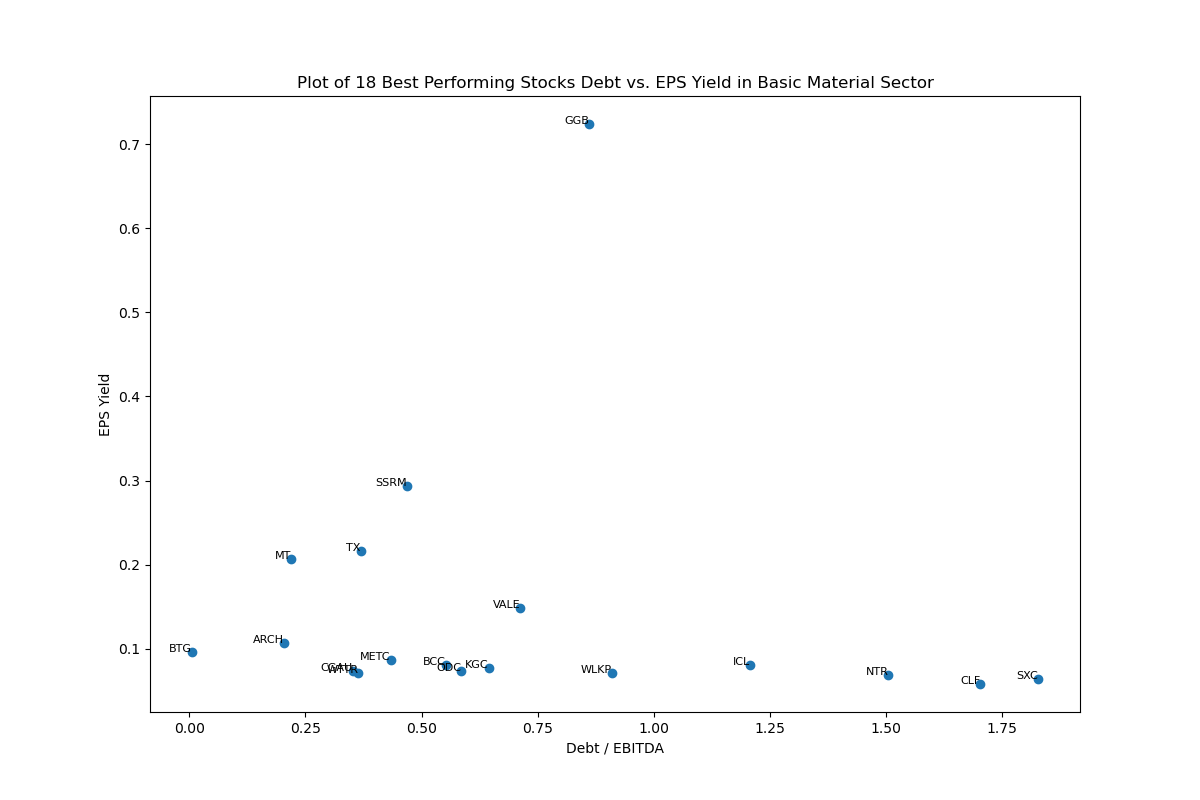 Plot of 18 Best Performing Stocks Debt vs. EPS Yield in Basic Material Sector
GGB
0.7
0.6
0.5
0.4
EPS Yield
0.3
SSRM
TX
MT
0.2
VALE
ARCH
BTG
0.1
METC
BCC
KGC
ICL
WLKP
NTR
SXC
CLF
0.00
0.25
0.50
0.75
1.00
1.25
1.50
1.75
Debt / EBITDA